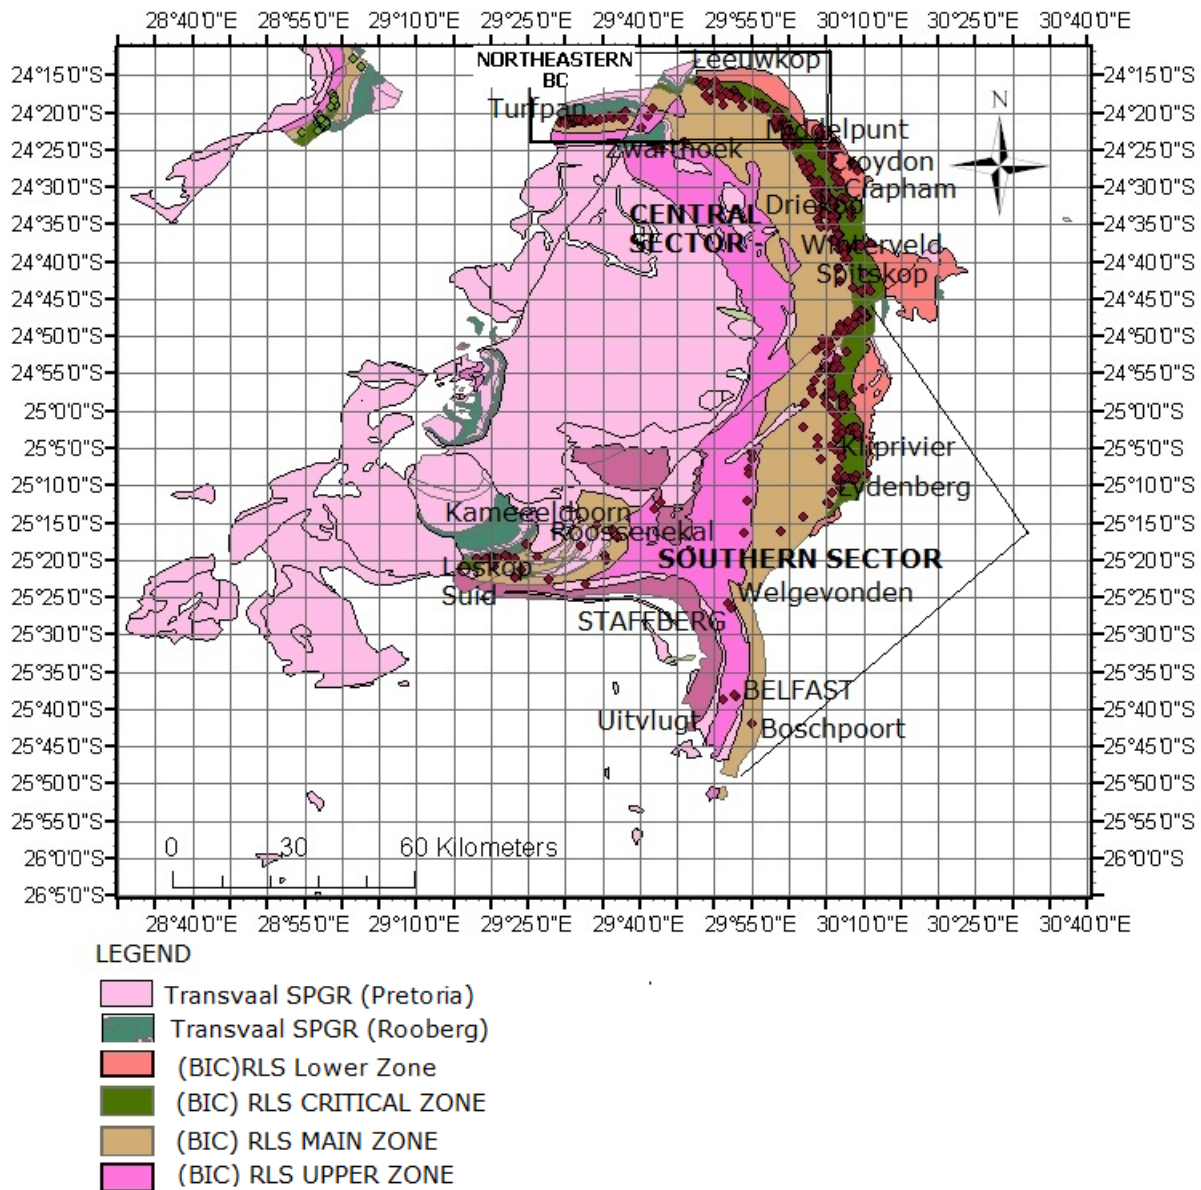 28°40'0"E 28°55'0"E 29°10'0"E 29°25'0"E 29°40'0"E 29°55'0"E 30°10'0"E 30°25'0"E 30°40'0"E
24°15'0"S
24°20'0"S
24°25'0"S
24°30'0"S
24°35'0"S
24°40'0"S
24°45'0"S
24°50'0"S
24°55'0"S
25°0'0"S
25°5'0"S
25°10'0"S
25°15'0"S
25°20'0"S
25°25'0"S
25°30'0"S
25°35'0"S
25°40'0"S
25°45'0"S
25°50'0"S
25°55'0"S
26°0'0"S
26°5'0"S
NORTHEASTERN
BC
Leeuwkop
Turfpan
Middelpunt
Zwarthoek
Croydon
Clapham
Driekop
CENTRAL
SECTOR
Winterveld
Spitskop
N
Kliprivier
Lydenberg
Kameeeldoorn
Roossenekal
SOUTHERN SECTOR
Loskop
Suid
Welgevonden
STAFFBERG
BELFAST
Uitvlugt
Boschpoort
0 30 60 Kilometers
24°15'0"S
24°20'0"S
24°25'0"S
24°30'0"S
24°35'0"S
24°40'0"S
24°45'0"S
24°50'0"S
24°55'0"S
25°0'0"S
25°5'0"S
25°10'0"S
25°15'0"S
25°20'0"S
25°25'0"S
25°30'0"S
25°35'0"S
25°40'0"S
25°45'0"S
25°50'0"S
25°55'0"S
26°0'0"S
26°5'0"S
28°40'0"E 28°55'0"E 29°10'0"E 29°25'0"E 29°40'0"E 29°55'0"E 30°10'0"E 30°25'0"E 30°40'0"E
LEGEND
Transvaal SPGR (Pretoria)
Transvaal SPGR (Rooberg)
(BIC)RLS Lower Zone
(BIC) RLS CRITICAL ZONE
(BIC) RLS MAIN ZONE
(BIC) RLS UPPER ZONE